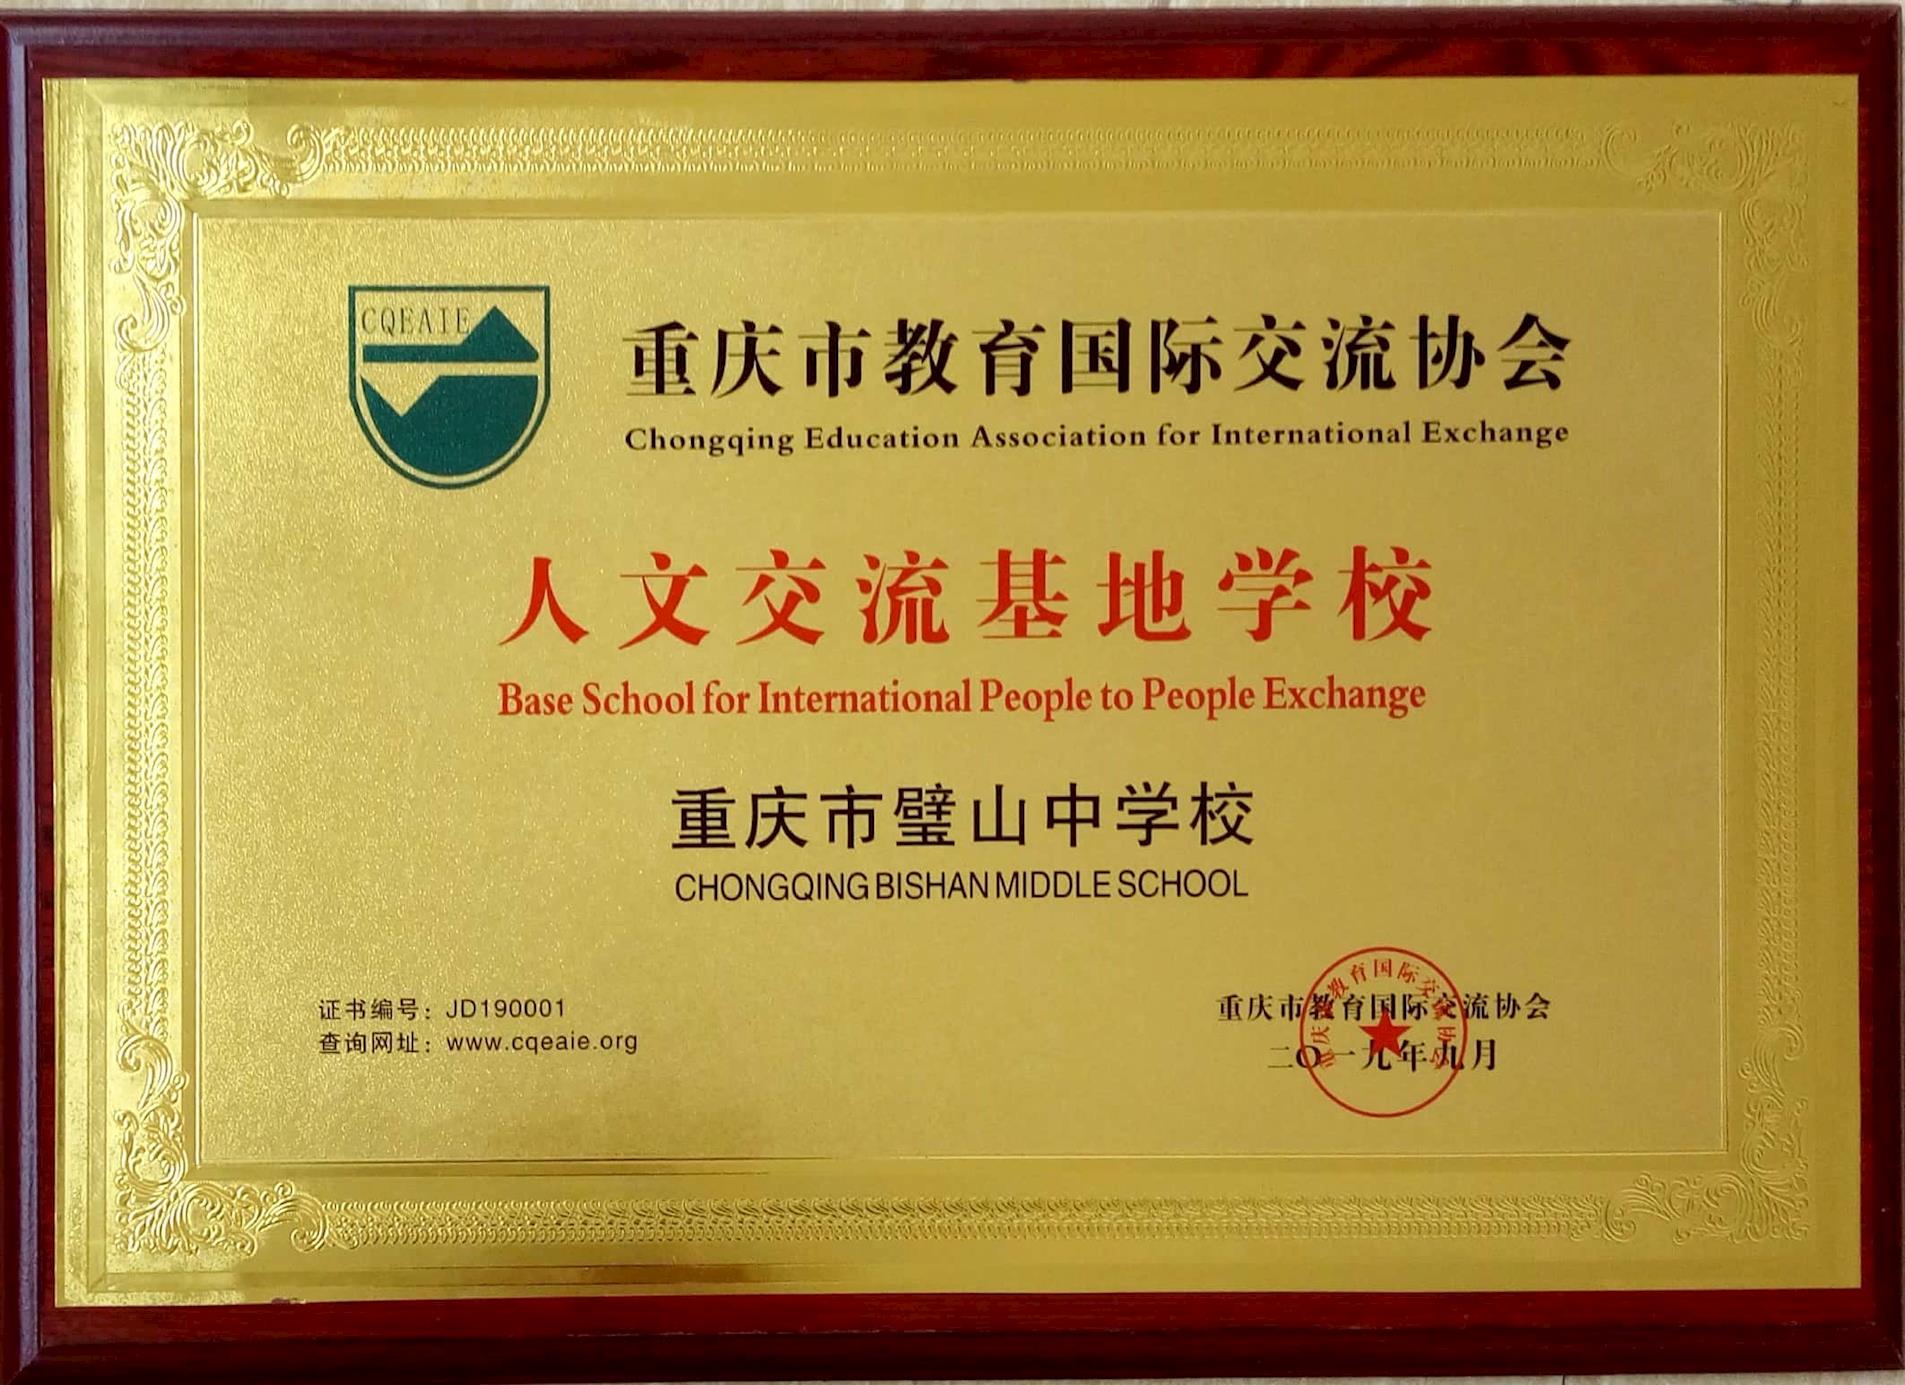 CQEAIE
重庆市教育国际交流协会
Chongqing Education Association for International Exchange
人文交流基地学校
Base School for International People to People Exchange
重庆市璧山中学校
CHONGQING BISHAN MIDDLE SCHOOL
证书编号：JD190001
查询网址：www.cqeaie.org
重庆市教育国际交流协会
二〇一九年九月